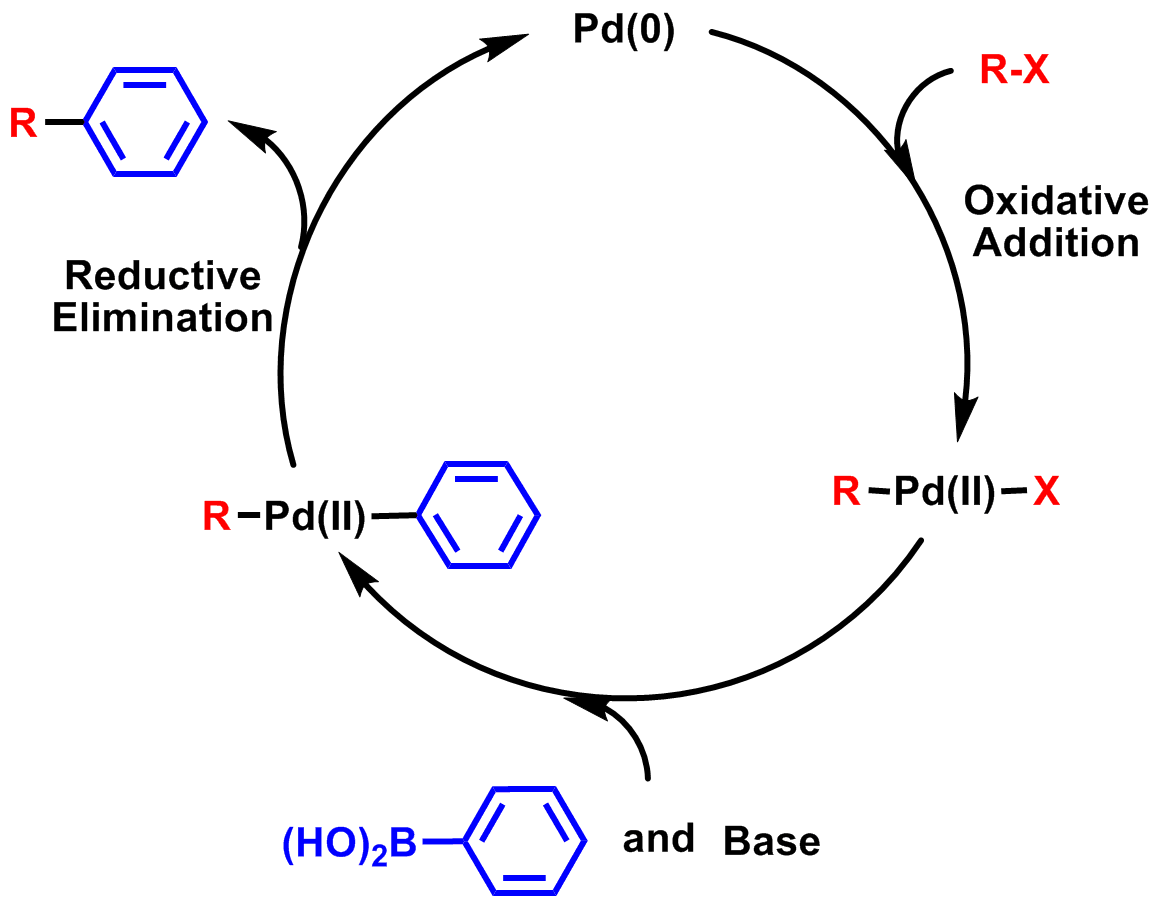 Pd(0)
R-X
Oxidative
Addition
R
Reductive
Elimination
R-Pd(II)-X
R-Pd(II)
(HO)₂B
and Base